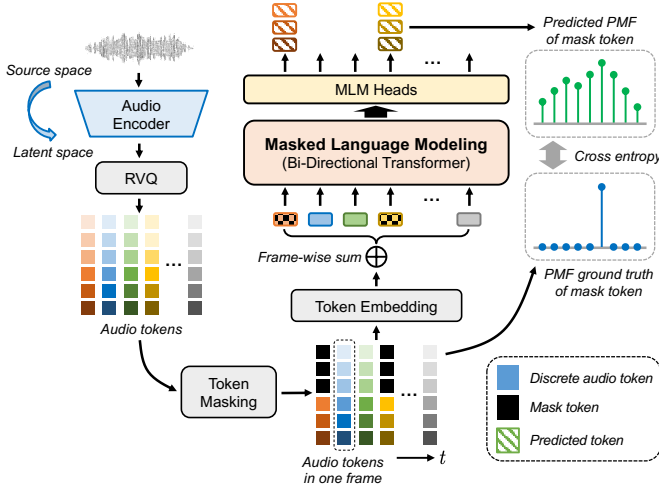 Source space
Audio
Encoder
Latent space
RVQ
...
Audio tokens
Token
Masking
Audio tokens
in one frame
t
...
Token Embedding
Frame-wise sum
...
Masked Language Modeling
(Bi-Directional Transformer)
MLM Heads
...
Predicted PMF
of mask token
Cross entropy
PMF ground truth
of mask token
Discrete audio token
Mask token
Predicted token